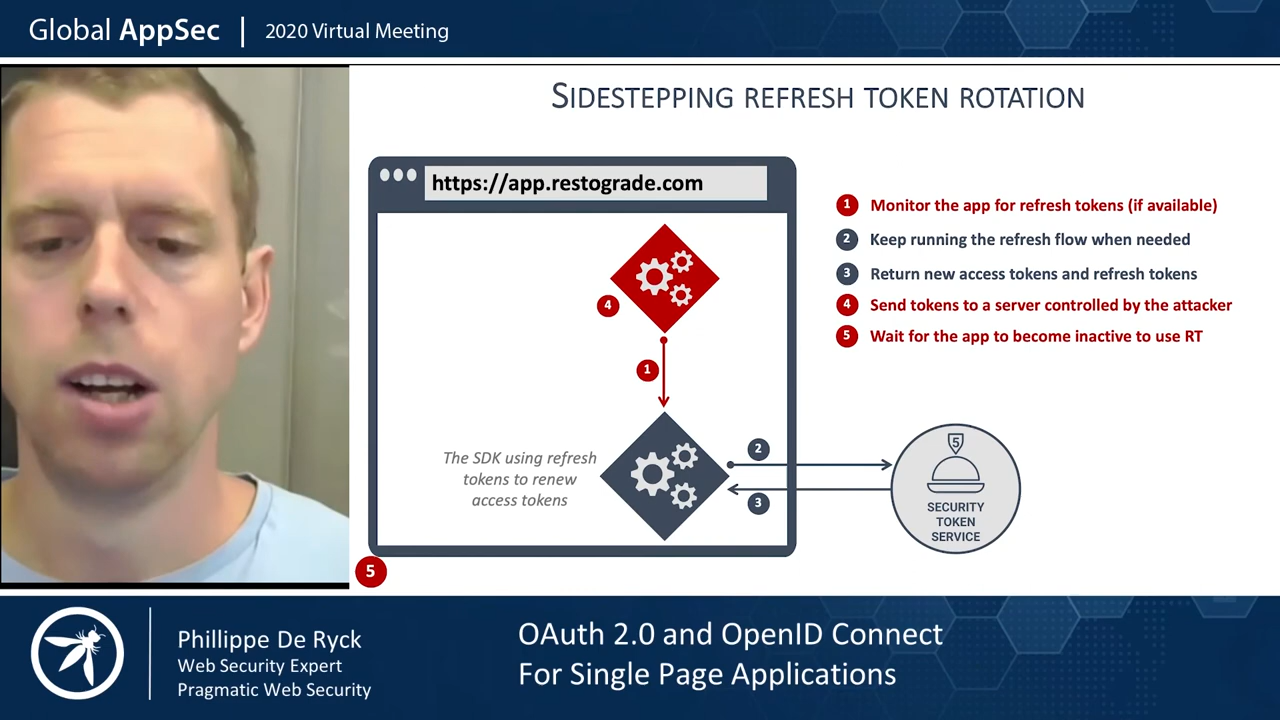 Global AppSec | 2020 Virtual Meeting
SIDESTEPPING REFRESH TOKEN ROTATION
https://app.restograde.com
1 Monitor the app for refresh tokens (if available)
2 Keep running the refresh flow when needed
3 Return new access tokens and refresh tokens
4 Send tokens to a server controlled by the attacker
5 Wait for the app to become inactive to use RT
4
1
The SDK using refresh
tokens to renew
access tokens
2
3
5
SECURITY
TOKEN
SERVICE
5
Phillippe De Ryck
Web Security Expert
Pragmatic Web Security
OAuth 2.0 and OpenID Connect
For Single Page Applications